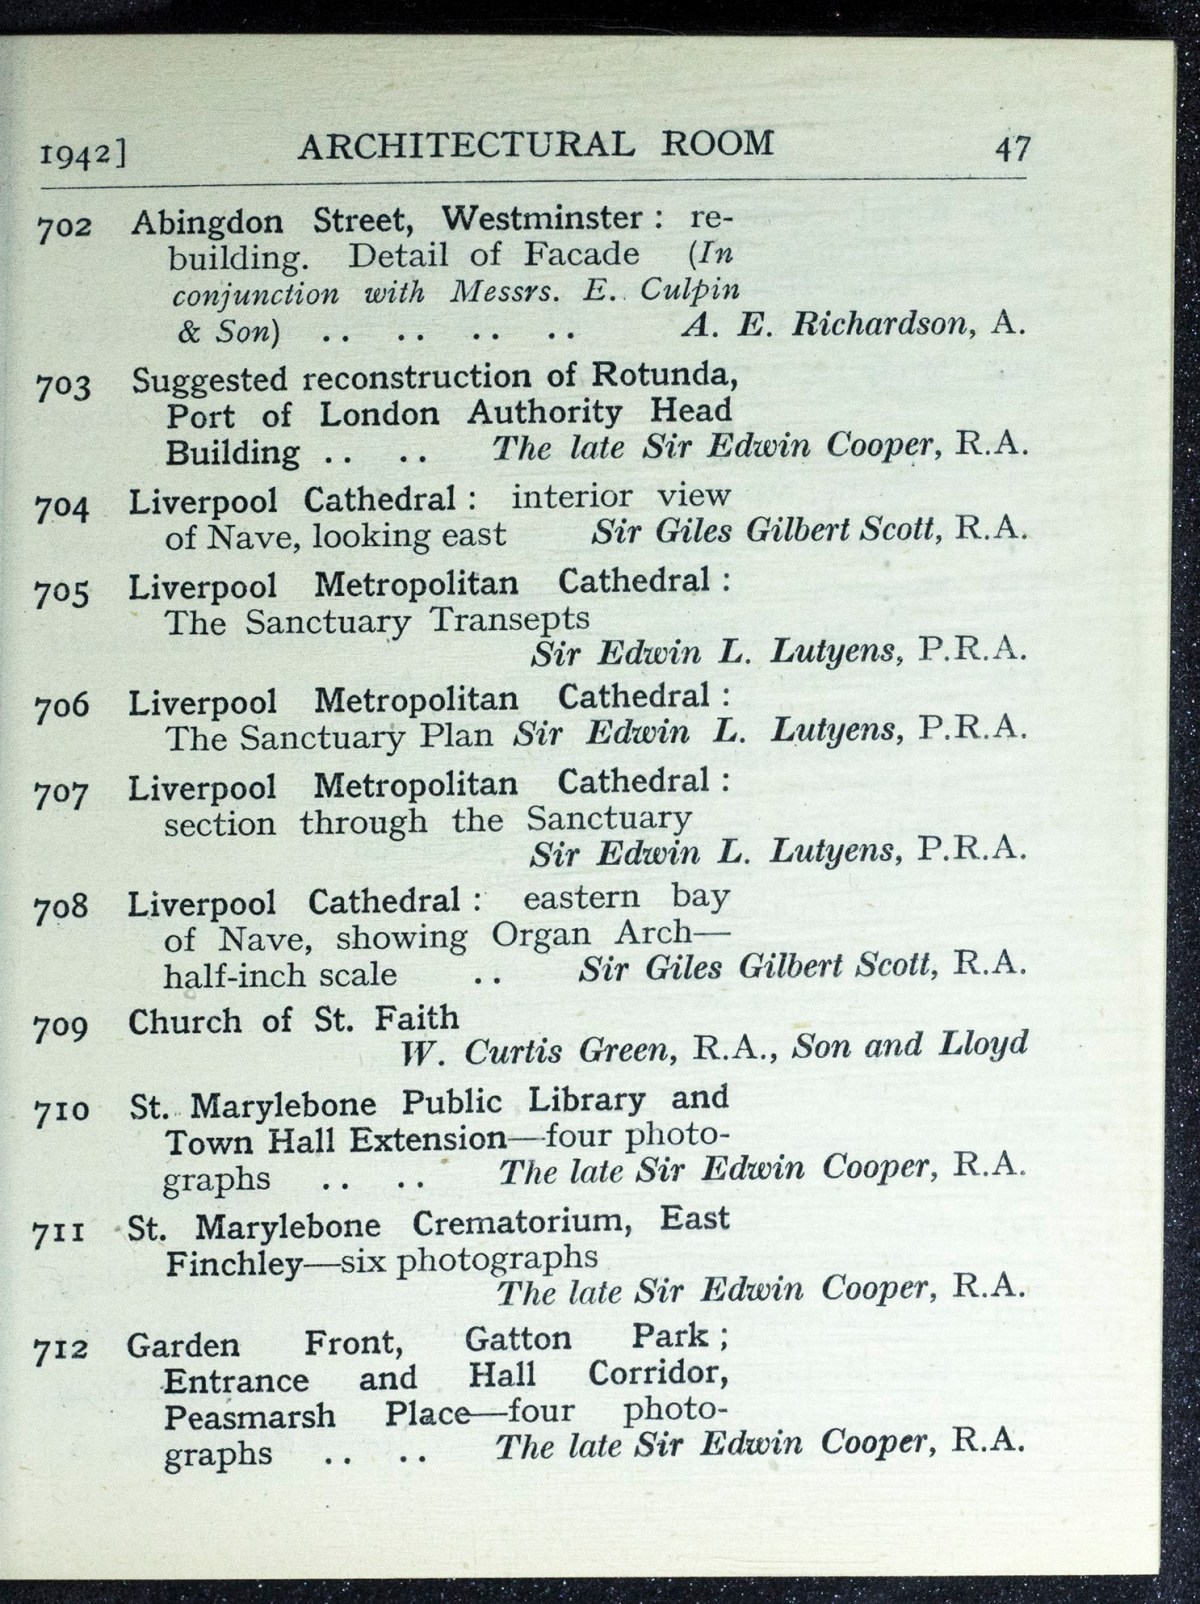 1942] ARCHITECTURAL ROOM 47
702 Abingdon Street, Westminster : re-
building. Detail of Facade (In
conjunction with Messrs. E. Culpin
& Son) .. .. .. .. A. E. Richardson, A.
703 Suggested reconstruction of Rotunda,
Port of London Authority Head
Building .. .. The late Sir Edwin Cooper, R.A.
704 Liverpool Cathedral : interior view
of Nave, looking east Sir Giles Gilbert Scott, R.A.
705 Liverpool Metropolitan Cathedral :
The Sanctuary Transepts
Sir Edwin L. Lutyens, P.R.A.
706 Liverpool Metropolitan Cathedral :
The Sanctuary Plan Sir Edwin L. Lutyens, P.R.A.
707 Liverpool Metropolitan Cathedral :
section through the Sanctuary
Sir Edwin L. Lutyens, P.R.A.
708 Liverpool Cathedral : eastern bay
of Nave, showing Organ Arch—
half-inch scale .. Sir Giles Gilbert Scott, R.A.
709 Church of St. Faith
W. Curtis Green, R.A., Son and Lloyd
710 St. Marylebone Public Library and
Town Hall Extension—four photo-
graphs .. .. The late Sir Edwin Cooper, R.A.
711 St. Marylebone Crematorium, East
Finchley—six photographs
The late Sir Edwin Cooper, R.A.
712 Garden Front, Gatton Park ;
Entrance and Hall Corridor,
Peasmarsh Place—four photo-
graphs .. .. The late Sir Edwin Cooper, R.A.